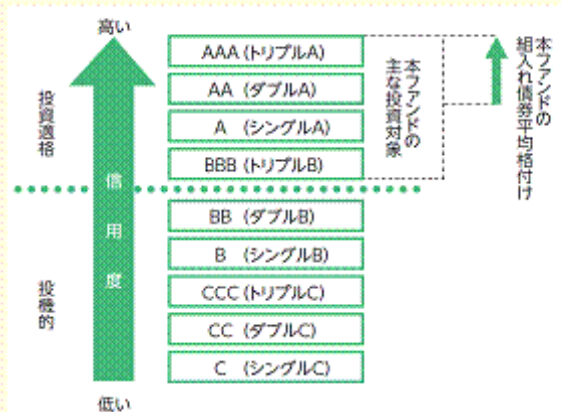 高い
AAA (トリプルA)
AA (ダブルA)
A (シングルA)
BBB (トリプルB)
BB (ダブルB)
B (シングルB)
CCC (トリプルC)
CC (ダブルC)
C (シングルC)
低い
投資適格
投機的
信用度
本ファンドの
主な投資対象
本ファンドの
組入れ債券平均格付け